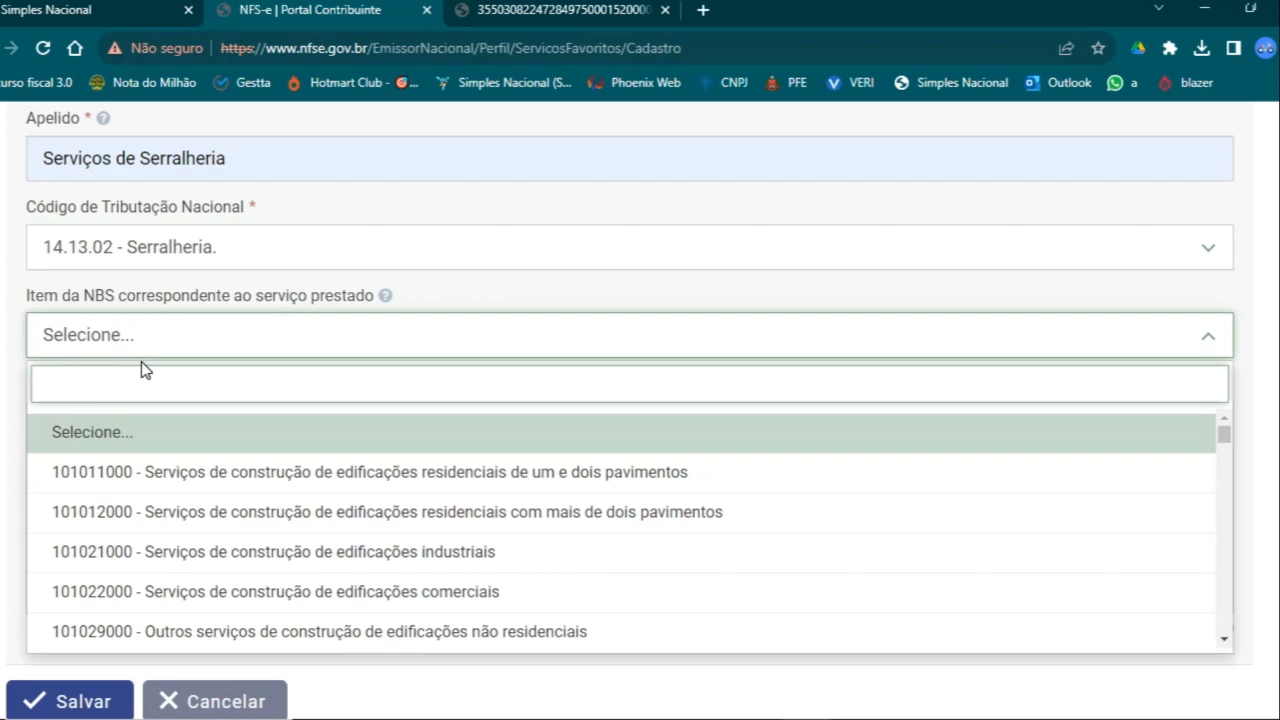 Simples Nacional
NFS-e | Portal Contribuinte
35503082247284975000152000
Não seguro
https://www.nfse.gov.br/EmissorNacional/Perfil/ServicosFavoritos/Cadastro
urso fiscal 3.0
Nota do Milhão
Gestta
Hotmart Club - G...
Simples Nacional (S...
Phoenix Web
CNPJ
PFE
VERI
Simples Nacional
Outlook
a
blazer
Apelido *
Serviços de Serralheria
Código de Tributação Nacional *
14.13.02 - Serralheria.
Item da NBS correspondente ao serviço prestado
Selecione...
Selecione...
101011000 - Serviços de construção de edificações residenciais de um e dois pavimentos
101012000 - Serviços de construção de edificações residenciais com mais de dois pavimentos
101021000 - Serviços de construção de edificações industriais
101022000 - Serviços de construção de edificações comerciais
101029000 - Outros serviços de construção de edificações não residenciais
Salvar
Cancelar